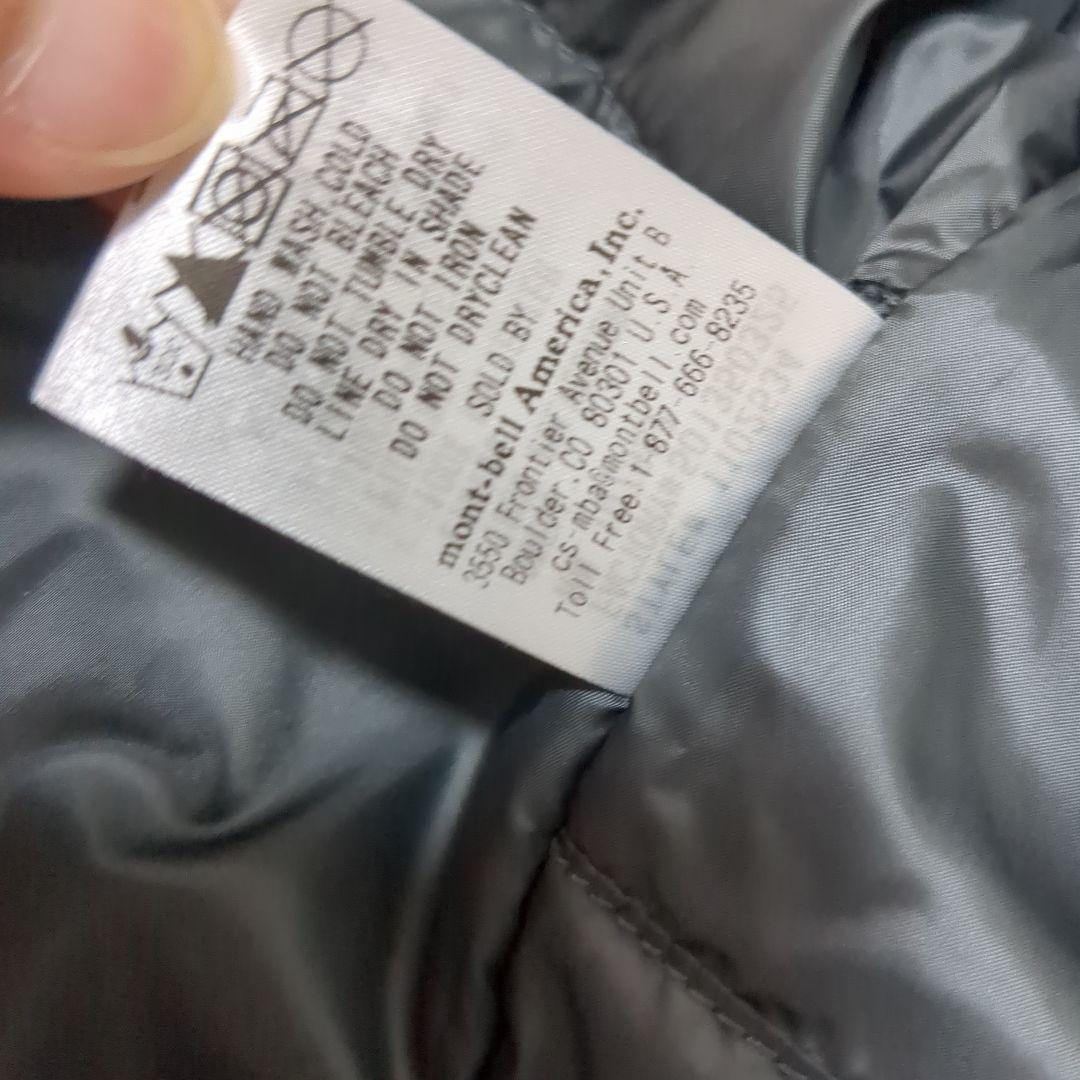 HAND WASH COLD
DO NOT BLEACH
DO NOT TUMBLE DRY
LINE DRY IN SHADE
DO NOT IRON
DO NOT DRYCLEAN
SOLD BY
mont-bell America, Inc.
3550 Frontier Avenue Unit B
Boulder, CO 80301 U S A
cs-mba@montbell.com
Toll Free:1-877-666-8235